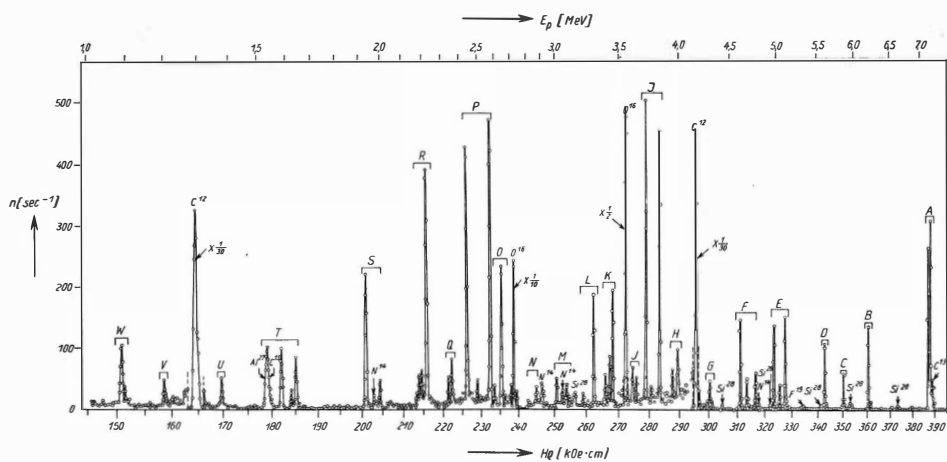 E_p [MeV]
1,0 1,5 2,0 2,5 3,0 3,5 4,0 4,5 5,0 5,5 6,0 6,5 7,0
n[sec⁻¹]
500
400
300
200
100
0
W
V
C¹²
x 1/30
U
T
Al²⁷
S
N¹⁴
R
Q
P
O
O¹⁶
x 1/10
N
N¹⁴
M
N¹⁴
Si²⁸
L
K
O¹⁶
x 1/2
J
J
H
C¹²
x 1/30
G
Si²⁸
F
N¹⁴
E
F¹⁹
Si²⁸
D
C
Si²⁸
B
Si²⁸
A
C¹³
150 160 170 180 190 200 210 220 230 240 250 260 270 280 290 300 310 320 330 340 350 360 370 380 390
Hϱ [kOe·cm]